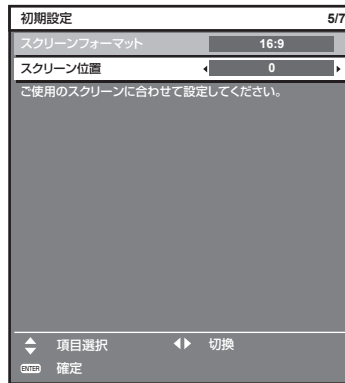 初期設定 5/7
スクリーンフォーマット 16:9
スクリーン位置 0
ご使用のスクリーンに合わせて設定してください。
項目選択 切換
ENTER 確定